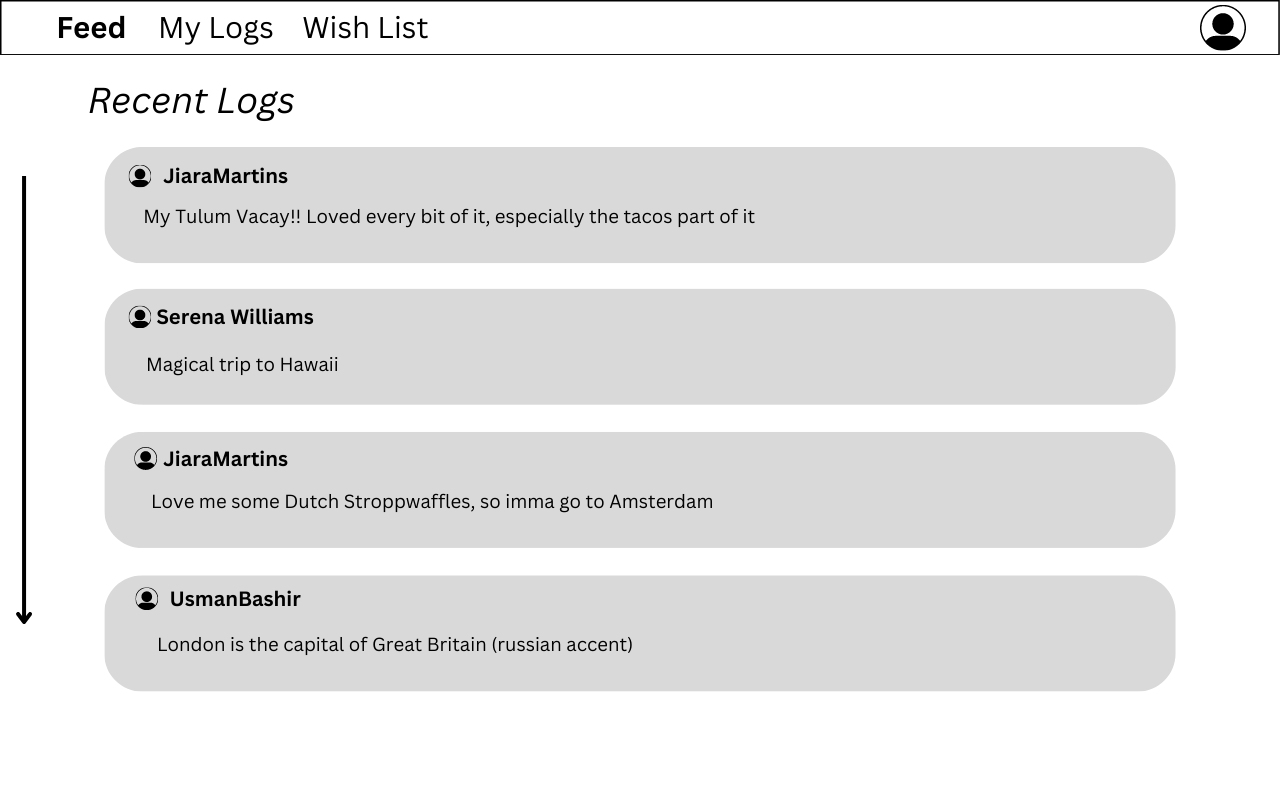 Feed My Logs Wish List
Recent Logs
JiaraMartins
My Tulum Vacay!! Loved every bit of it, especially the tacos part of it
Serena Williams
Magical trip to Hawaii
JiaraMartins
Love me some Dutch Stroppwaffles, so imma go to Amsterdam
UsmanBashir
London is the capital of Great Britain (russian accent)